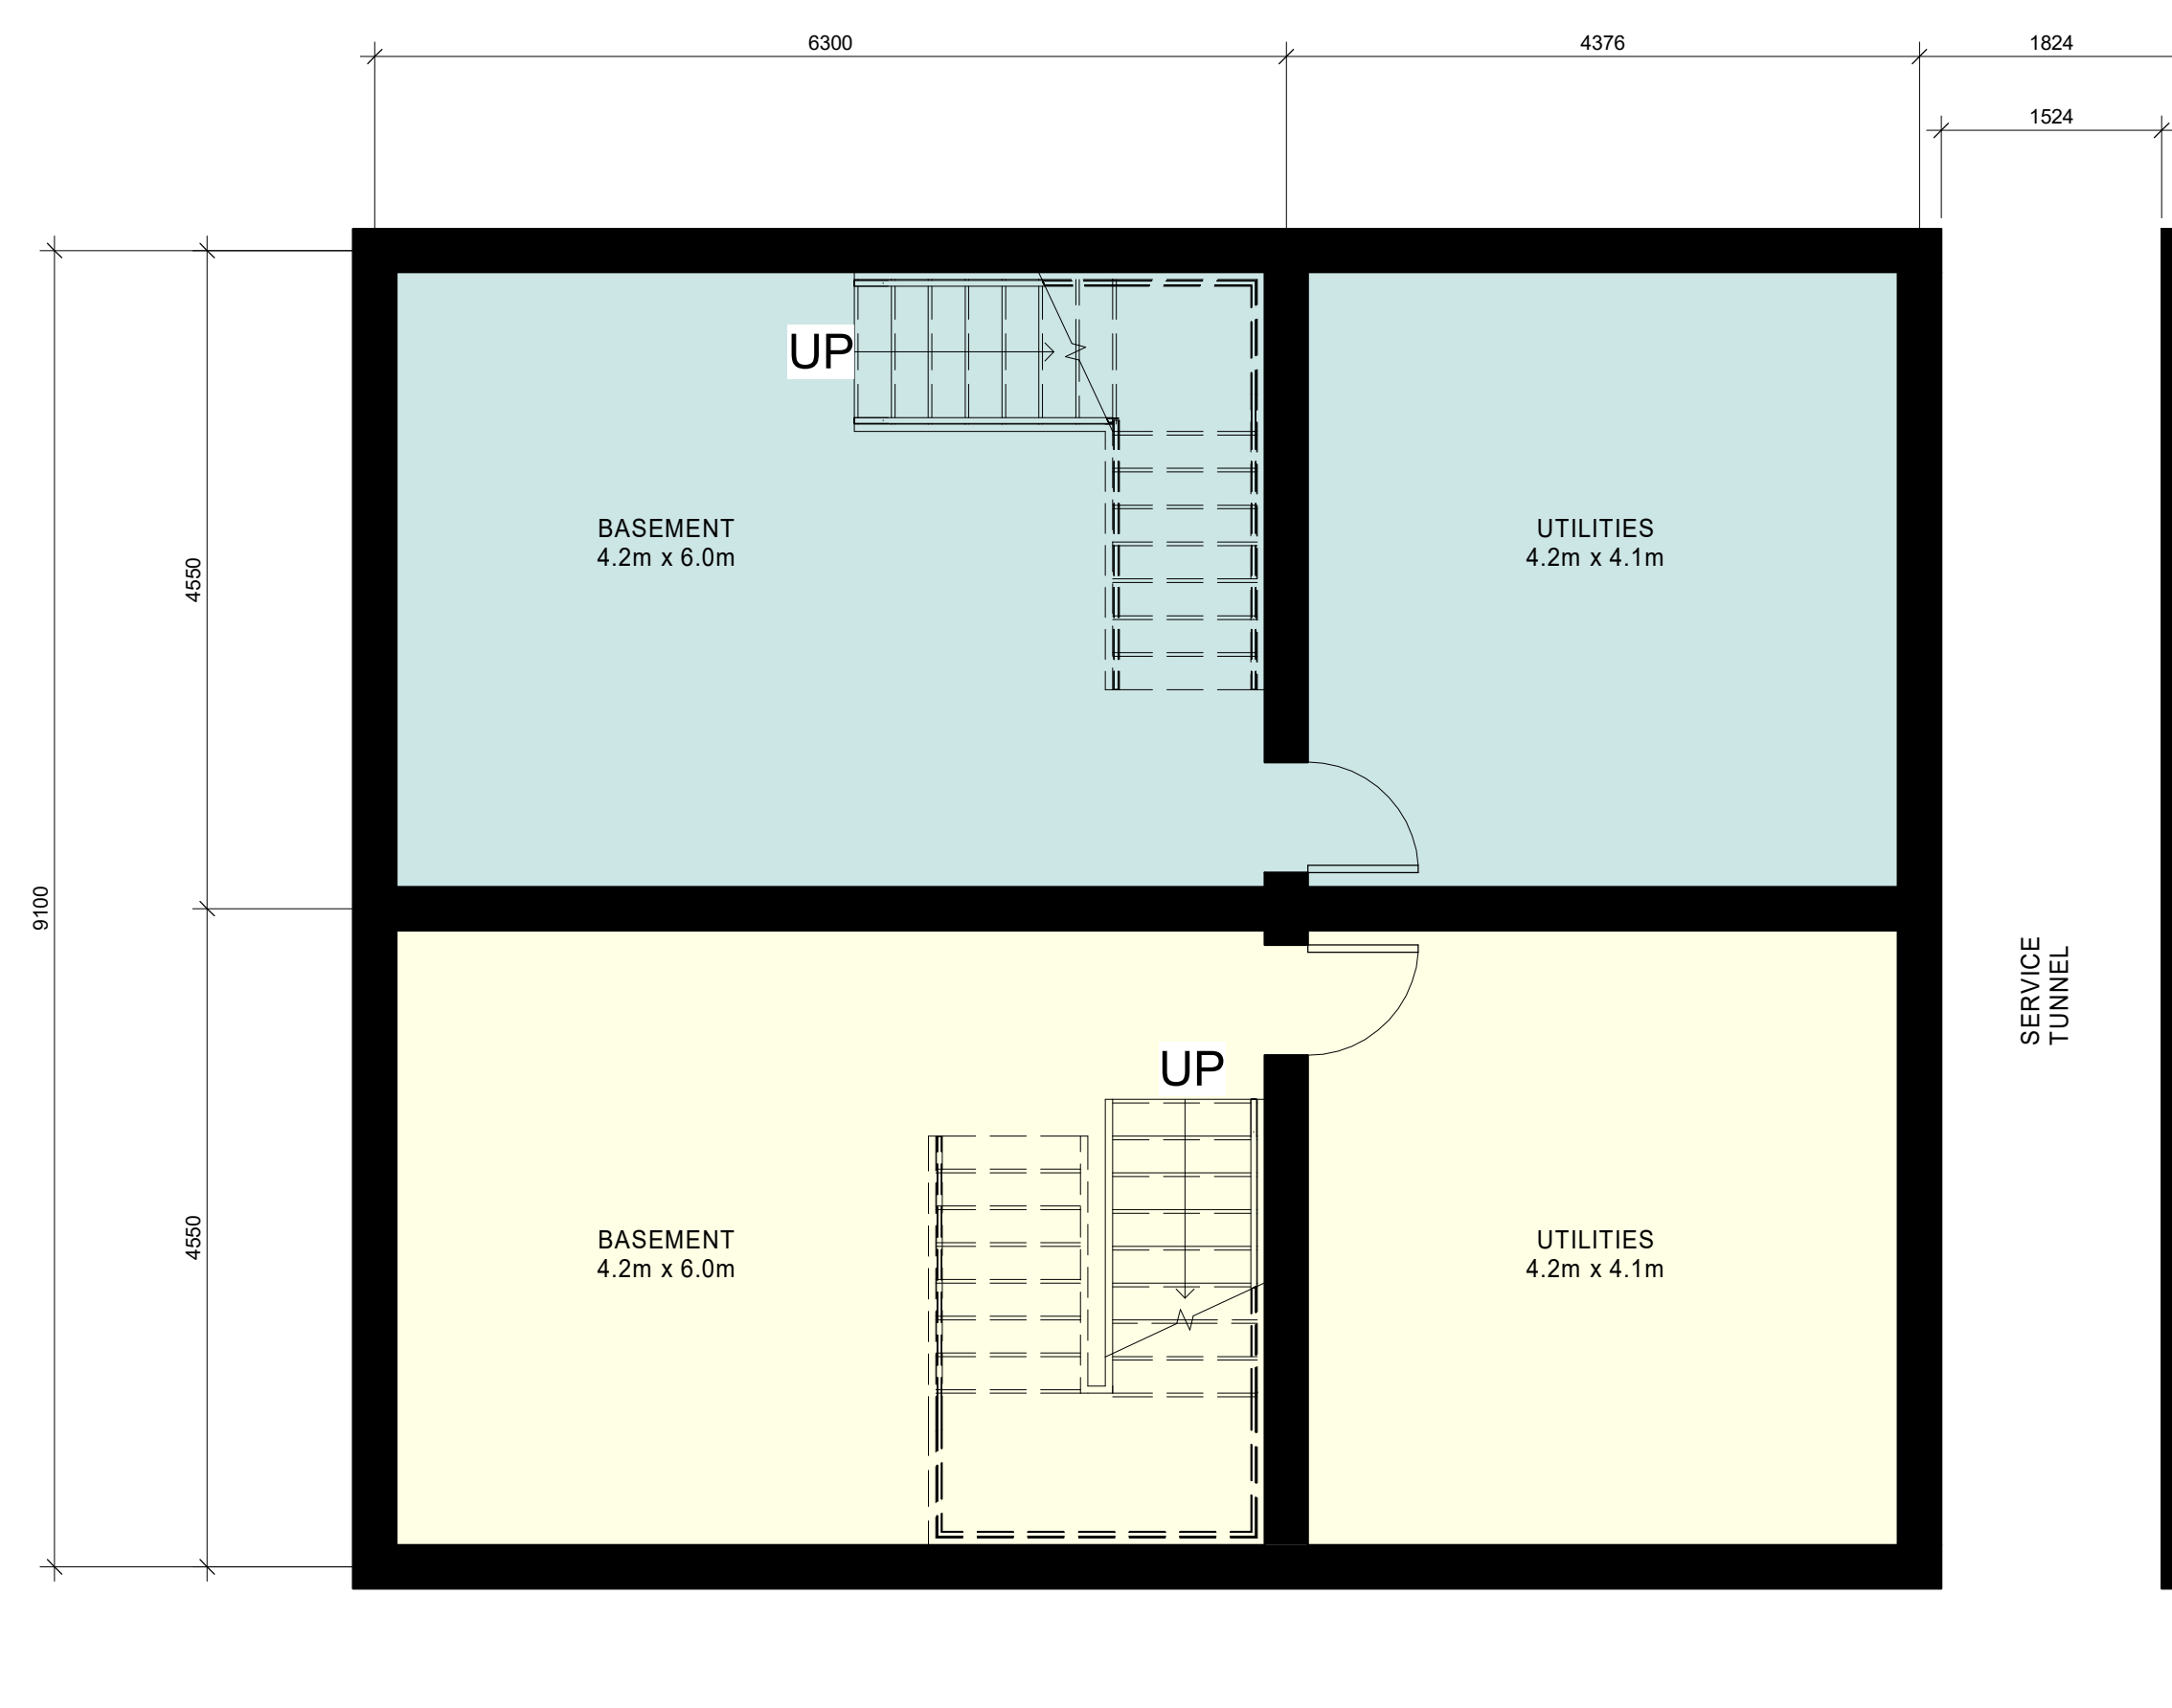 6300
4376
1824
1524
UP
BASEMENT
4.2m x 6.0m
UTILITIES
4.2m x 4.1m
4550
9100
SERVICE
TUNNEL
UP
BASEMENT
4.2m x 6.0m
UTILITIES
4.2m x 4.1m
4550